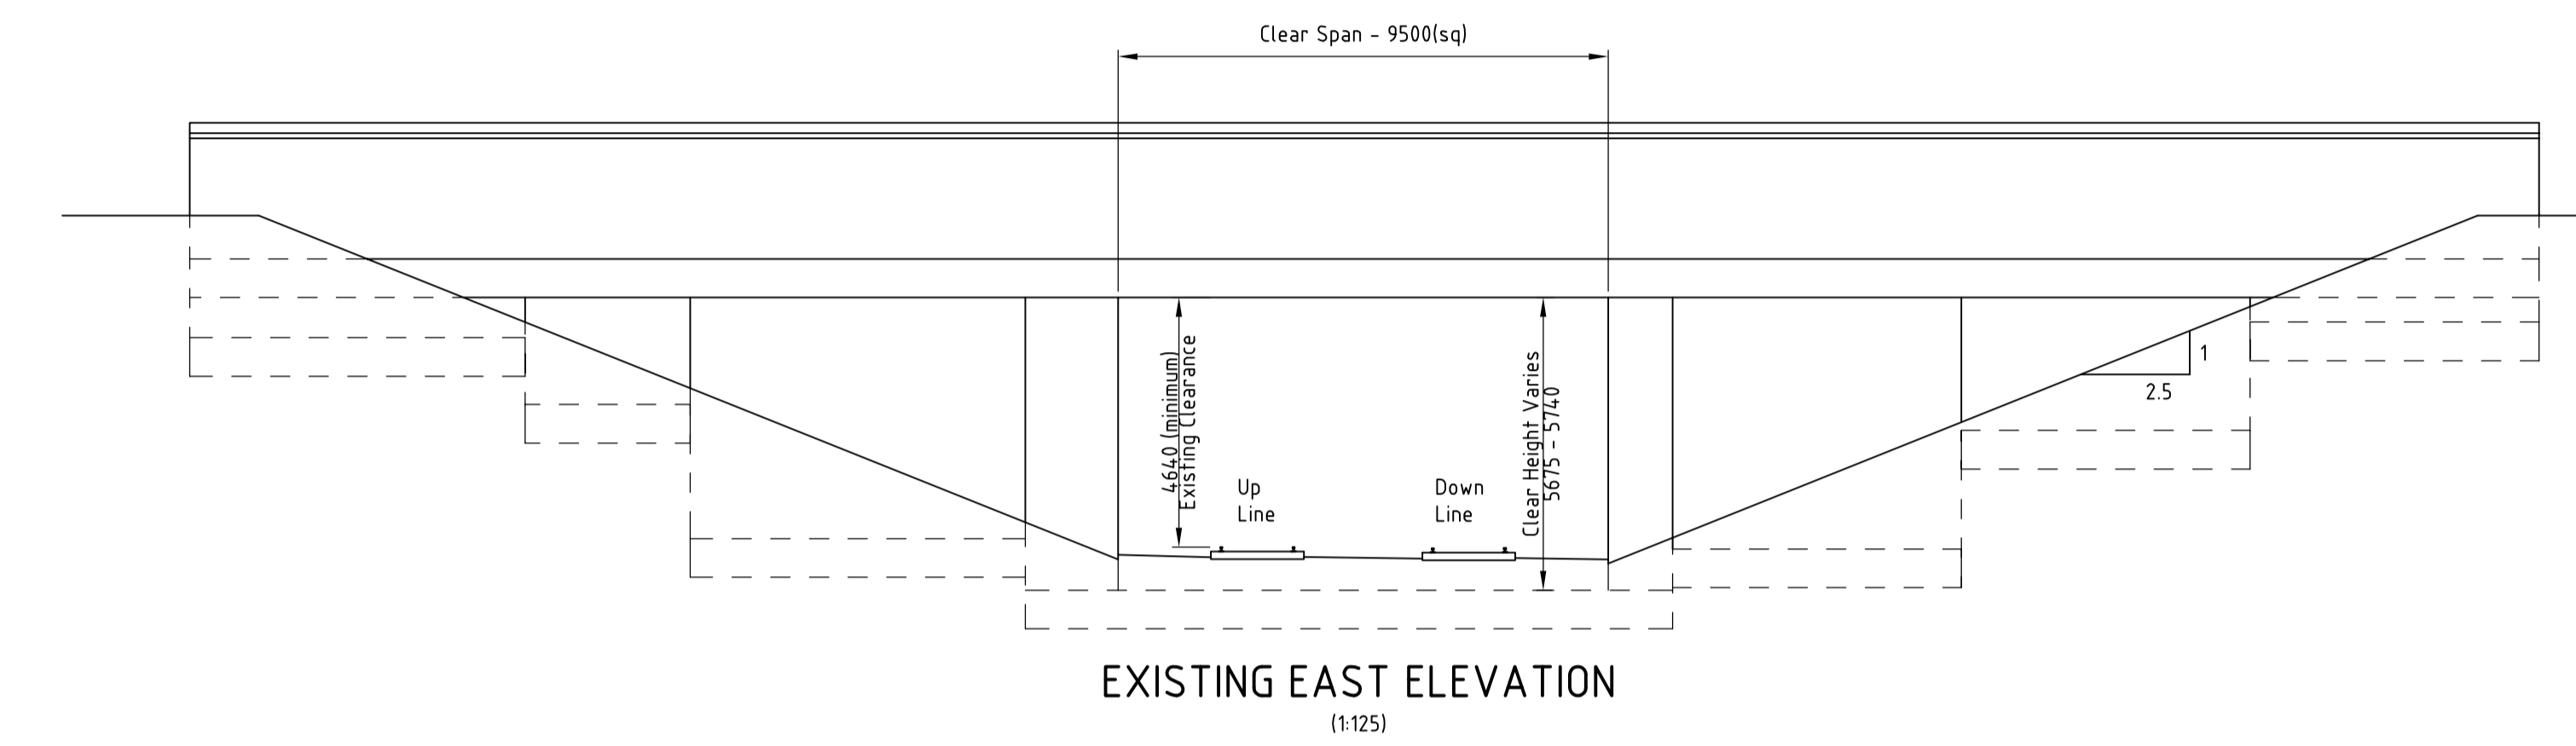 Clear Span - 9500(sq)
4640 (minimum)
Existing Clearance
Up
Line
Down
Line
Clear Height Varies
5675 - 5740
1
2.5
EXISTING EAST ELEVATION
(1:125)